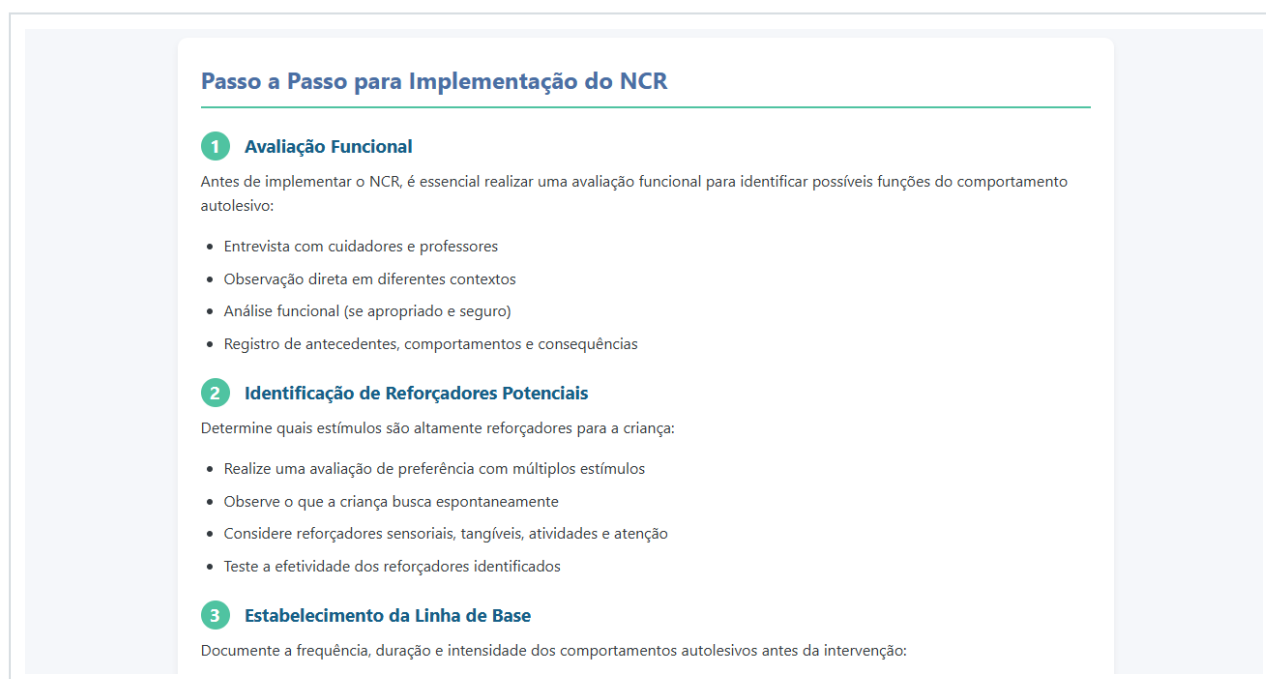 Passo a Passo para Implementação do NCR
1 Avaliação Funcional
Antes de implementar o NCR, é essencial realizar uma avaliação funcional para identificar possíveis funções do comportamento
autolesivo:
• Entrevista com cuidadores e professores
• Observação direta em diferentes contextos
• Análise funcional (se apropriado e seguro)
• Registro de antecedentes, comportamentos e consequências
2 Identificação de Reforçadores Potenciais
Determine quais estímulos são altamente reforçadores para a criança:
• Realize uma avaliação de preferência com múltiplos estímulos
• Observe o que a criança busca espontaneamente
• Considere reforçadores sensoriais, tangíveis, atividades e atenção
• Teste a efetividade dos reforçadores identificados
3 Estabelecimento da Linha de Base
Documente a frequência, duração e intensidade dos comportamentos autolesivos antes da intervenção: